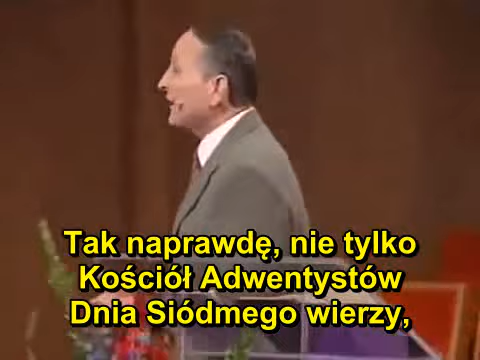 Tak naprawdę, nie tylko
Kościół Adwentystów
Dnia Siódmego wierzy,